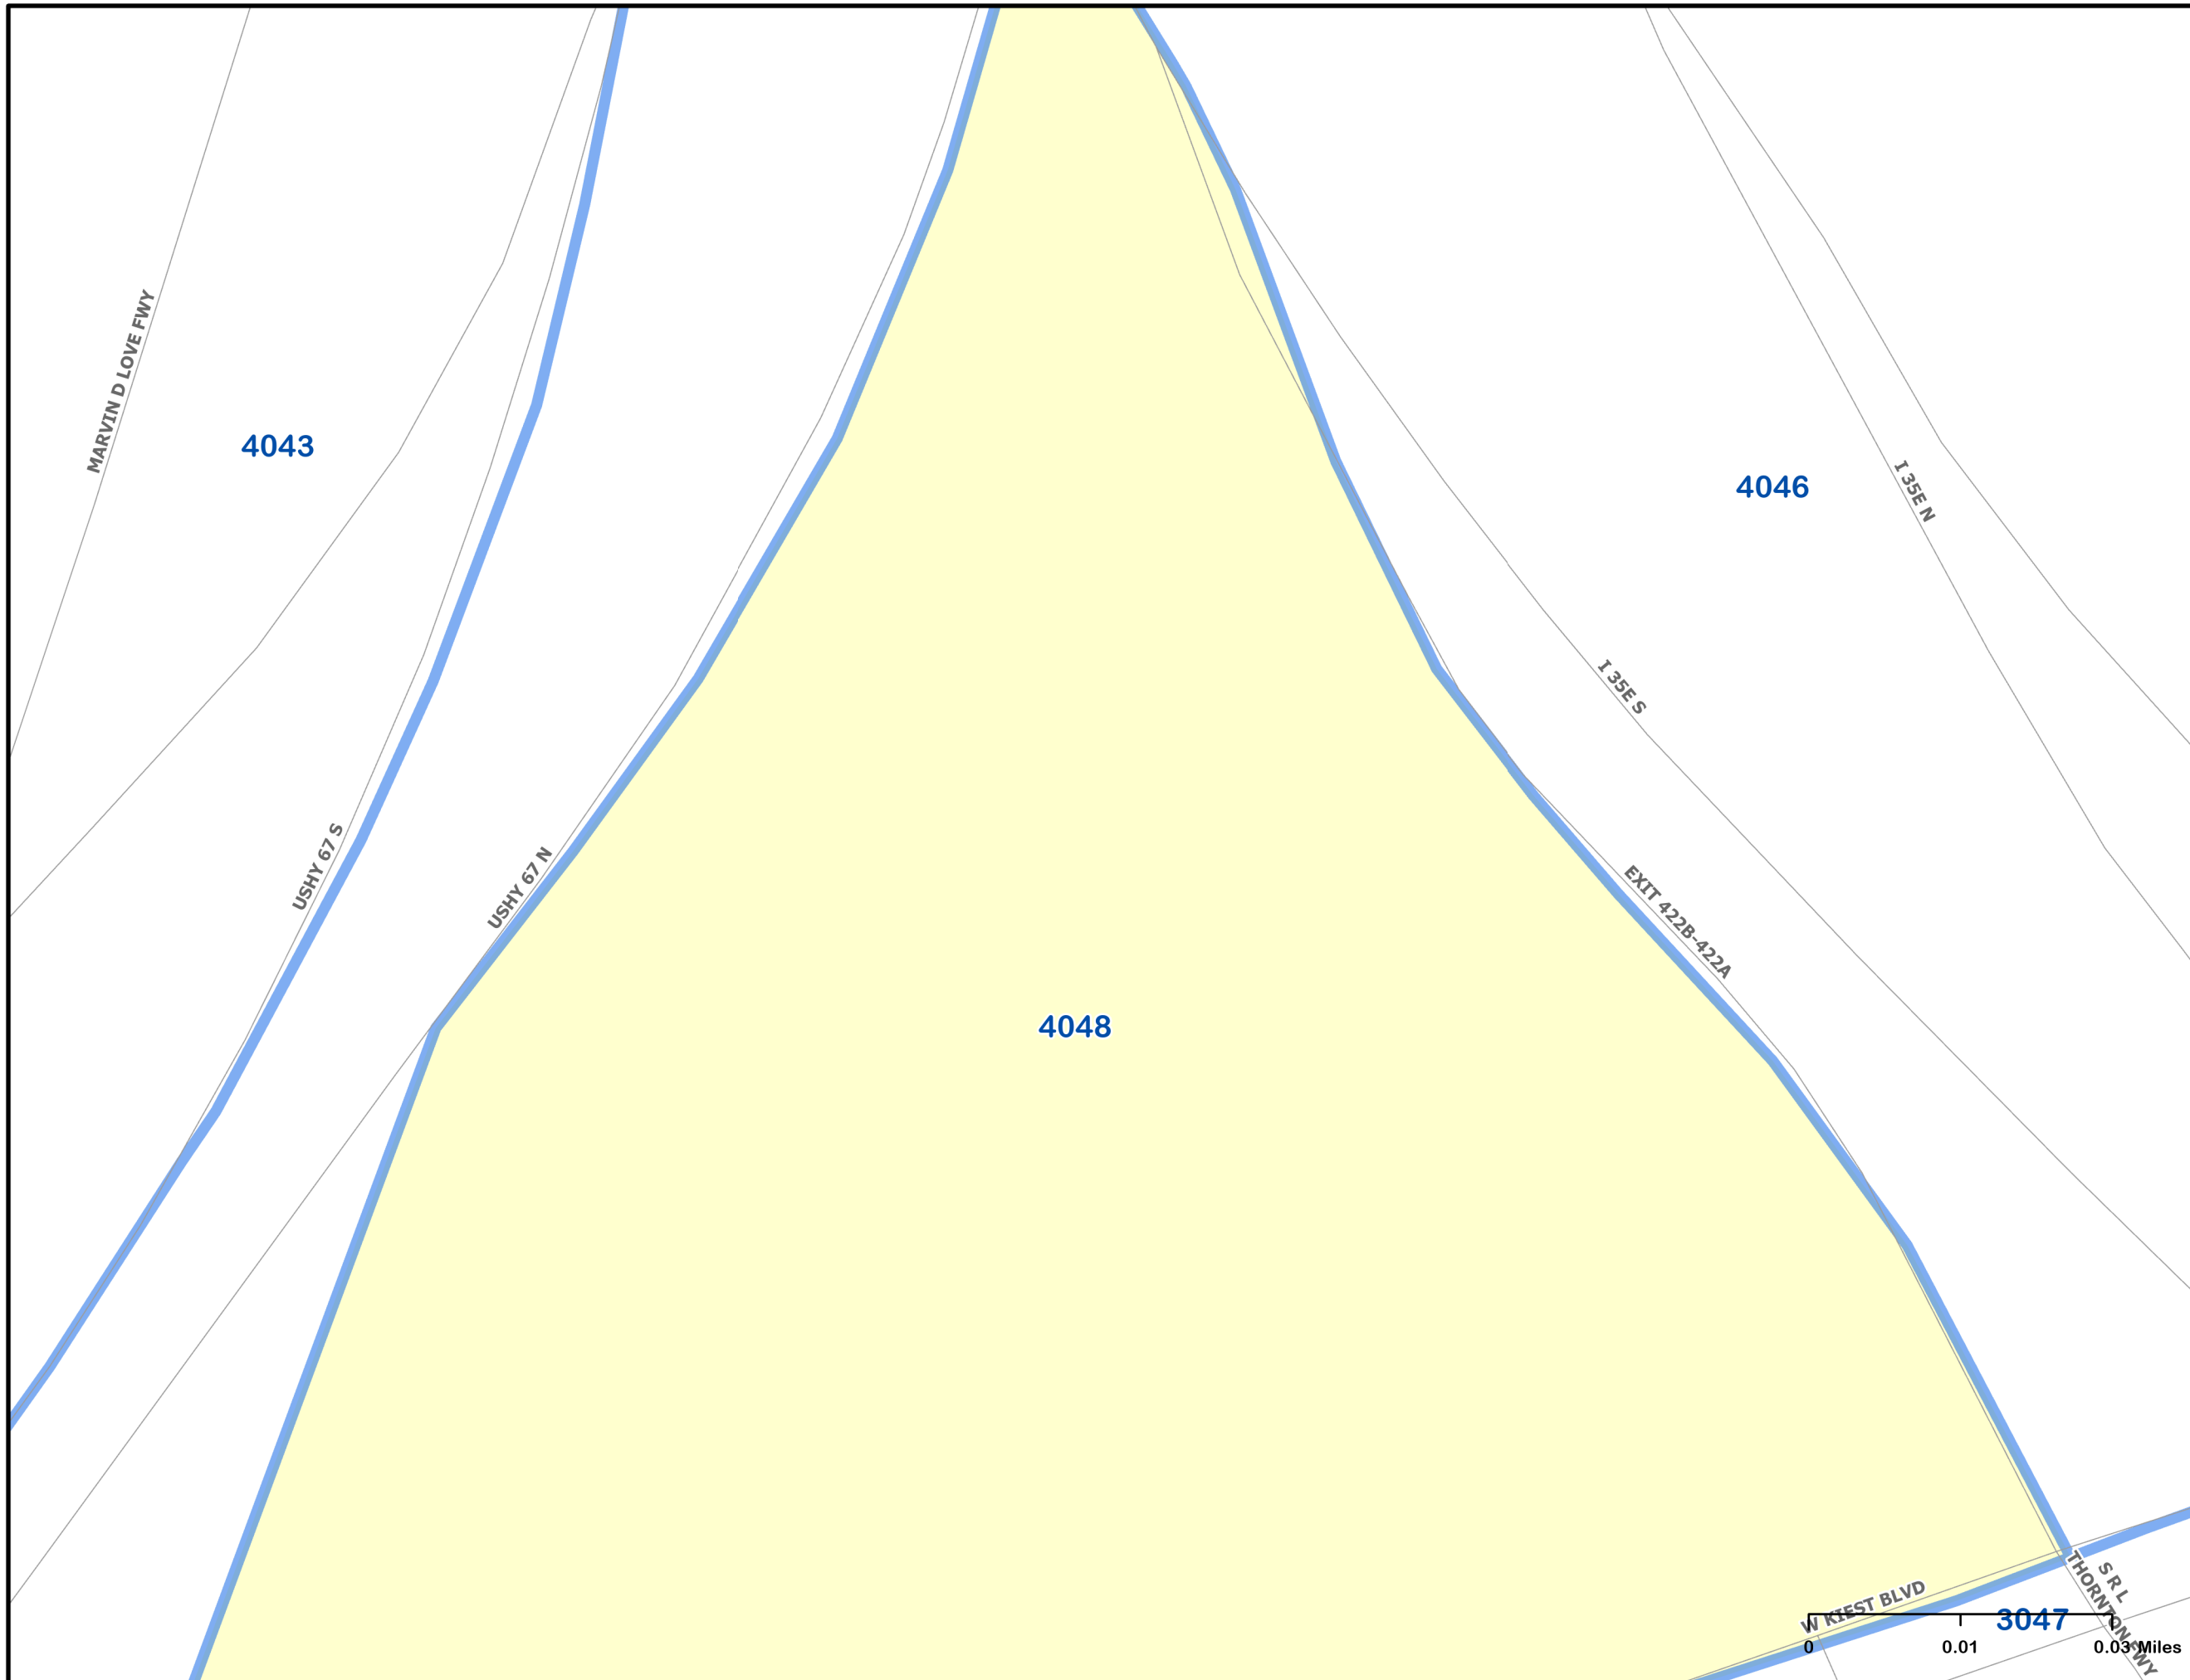 MARVIN D LOVE FWY
4043
4046
I 35E N
I 35E S
USHY 67 S
USHY 67 N
EXIT 422B-422A
4048
W KIEST BLVD
S R L
THORNTON FWY
3047
0 0.01 0.03 Miles